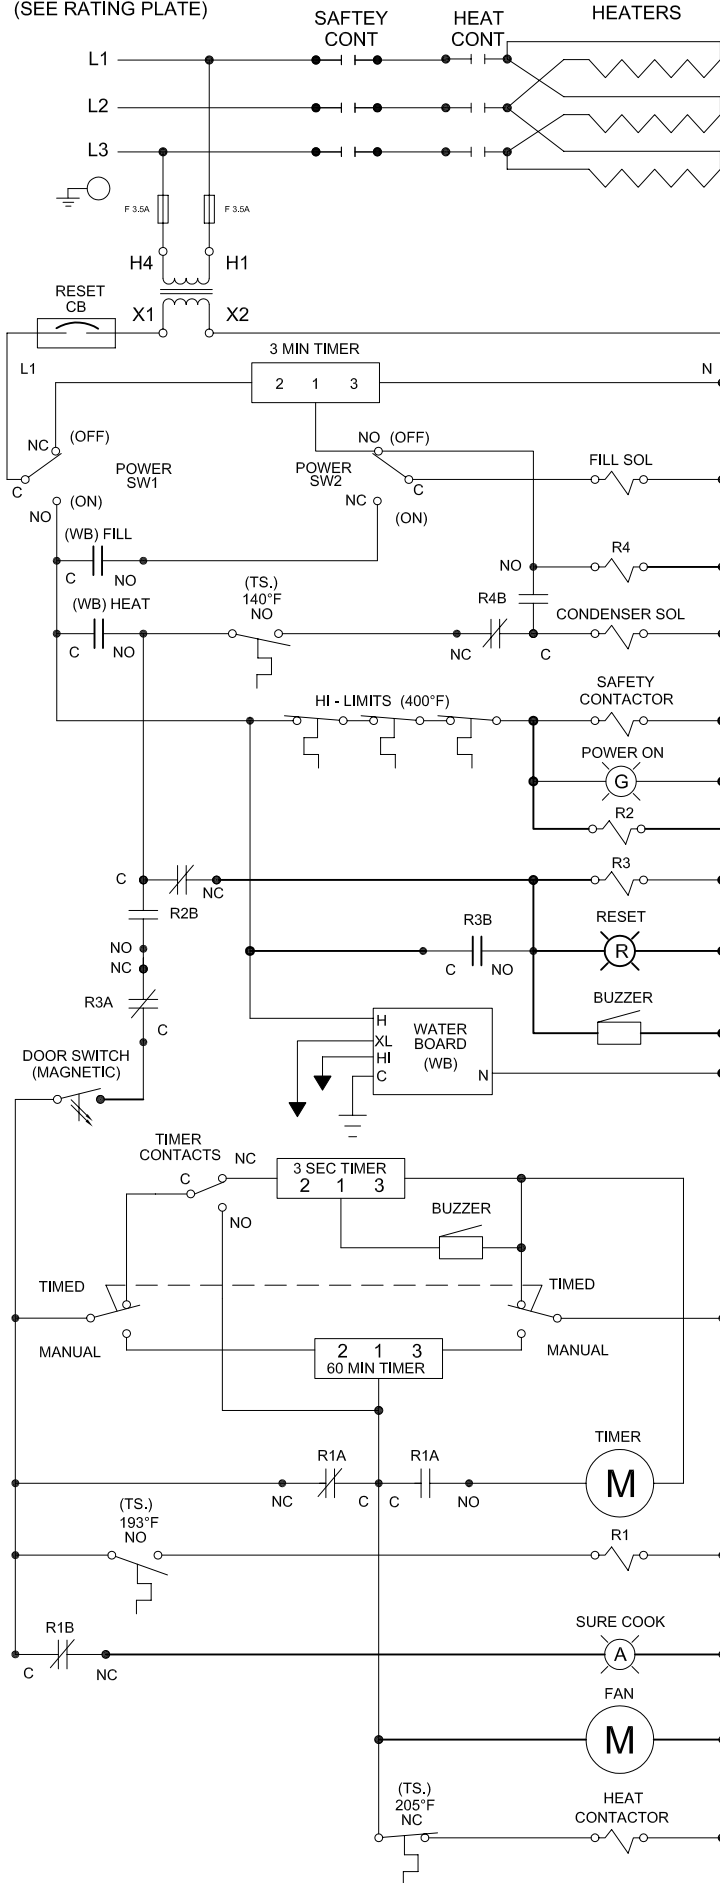 (SEE RATING PLATE)
SAFTEY CONT
HEAT CONT
HEATERS
L1
L2
L3
F 3.5A
F 3.5A
H4
H1
RESET CB
X1
X2
L1
3 MIN TIMER
2 1 3
N
NC
(OFF)
NO
(OFF)
POWER SW1
POWER SW2
FILL SOL
C
C
(ON)
NO
NC
(ON)
(WB) FILL
R4
C
NO
NO
(TS.)
140°F
NO
R4B
(WB) HEAT
CONDENSER SOL
C
NO
NC
C
SAFETY CONTACTOR
HI - LIMITS (400°F)
POWER ON
G
R2
R3
C
NC
R2B
R3B
RESET
NO
NC
C
NO
R
R3A
BUZZER
C
H
XL
HI
C
WATER BOARD
(WB)
N
DOOR SWITCH
(MAGNETIC)
TIMER CONTACTS
NC
3 SEC TIMER
2 1 3
C
BUZZER
NO
TIMED
TIMED
MANUAL
MANUAL
2 1 3
60 MIN TIMER
R1A
R1A
TIMER
M
NC
C
C
NO
(TS.)
193°F
NO
R1
R1B
SURE COOK
A
C
NC
FAN
M
(TS.)
205°F
NC
HEAT CONTACTOR